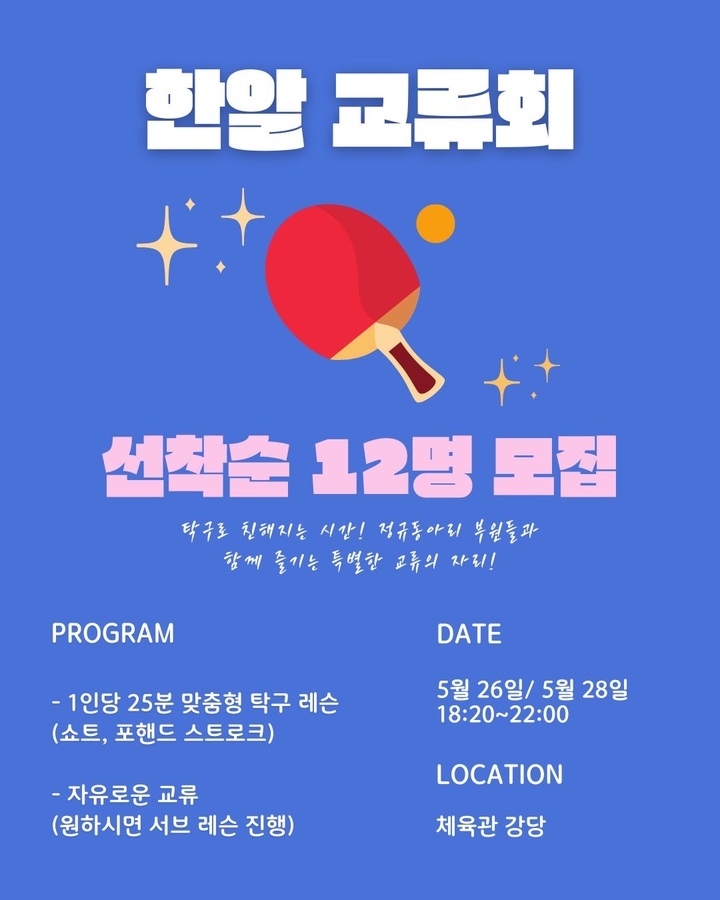 한알 교류회
선착순 12명 모집
탁구로 친해지는 시간! 정규동아리 부원들과
함께 즐기는 특별한 교류의 자리!
PROGRAM
- 1인당 25분 맞춤형 탁구 레슨
(쇼트, 포핸드 스트로크)
- 자유로운 교류
(원하시면 서브 레슨 진행)
DATE
5월 26일/ 5월 28일
18:20~22:00
LOCATION
체육관 강당